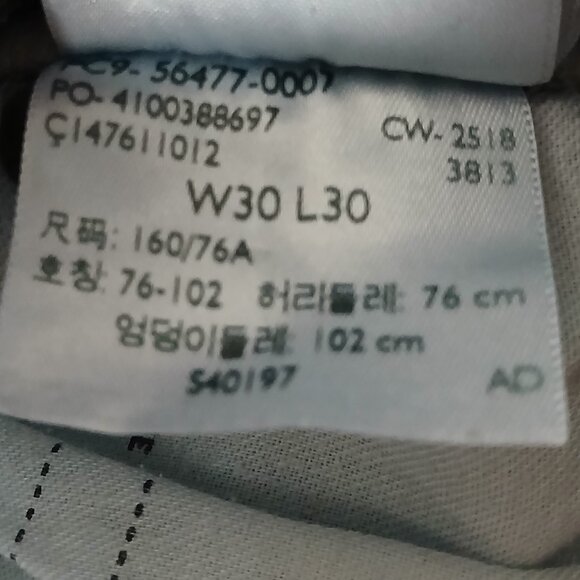 PC9- 56477-0007
PO- 4100388697
Ç147611012
CW- 2518
3813
W30 L30
尺码: 160/76A
호칭: 76-102 허리둘레: 76 cm
엉덩이둘레: 102 cm
S40197
AD